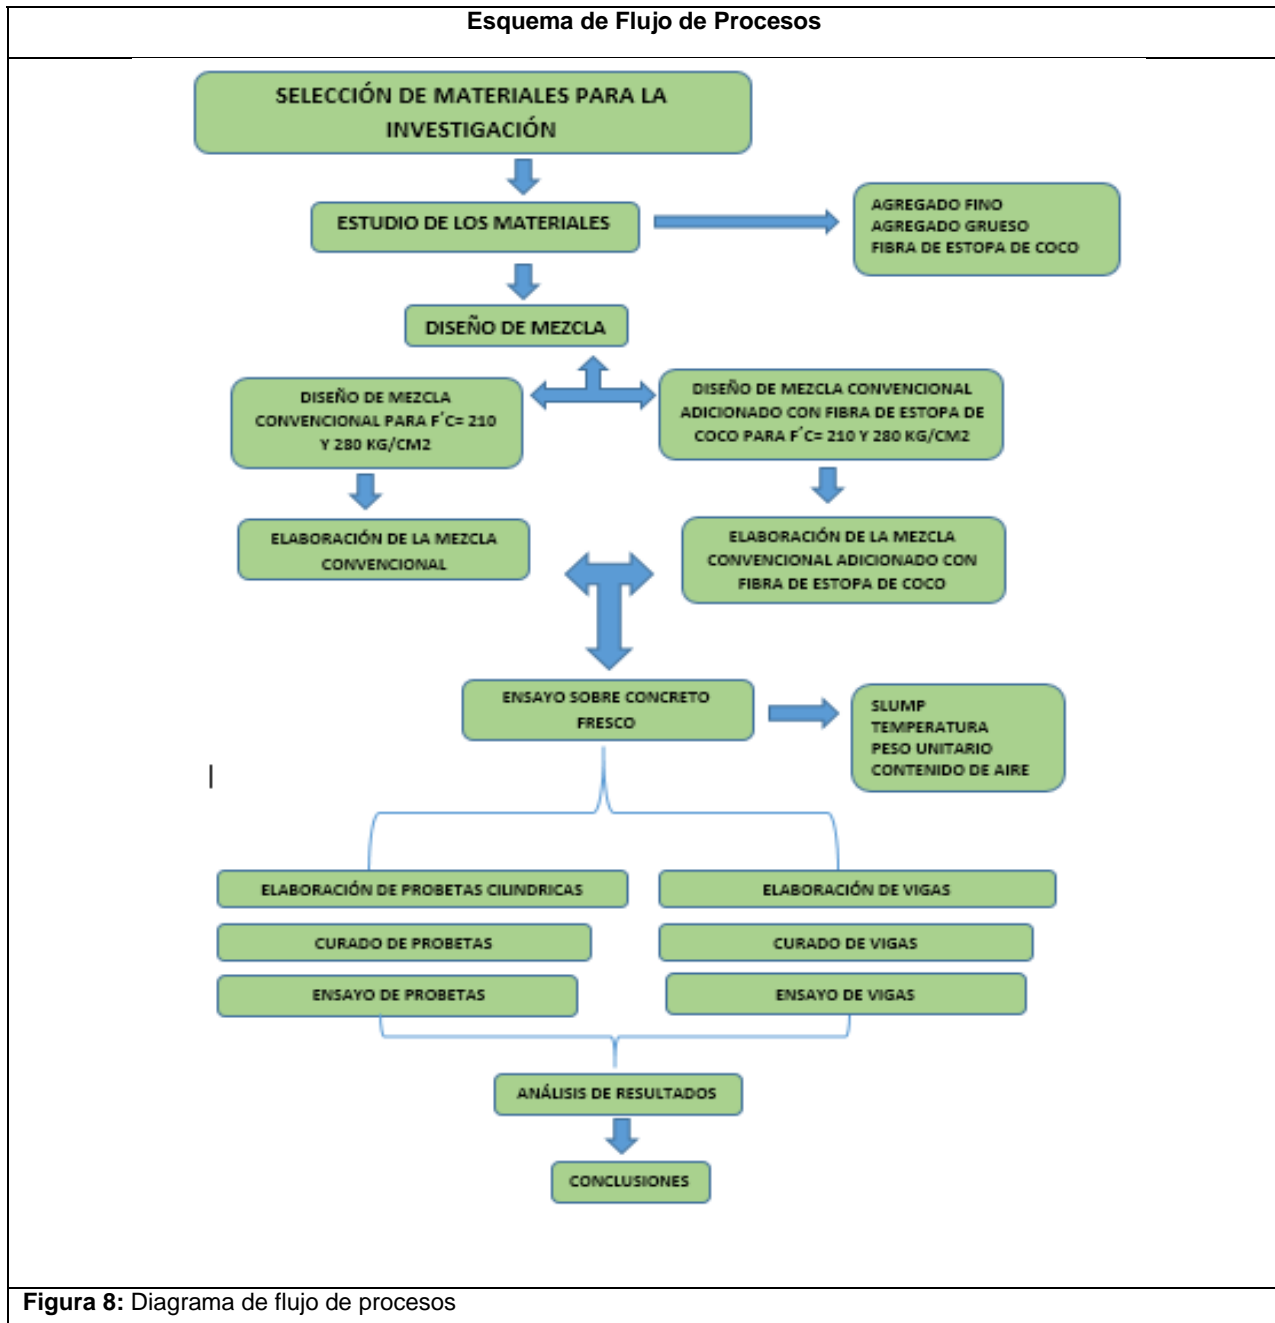 Esquema de Flujo de Procesos
SELECCIÓN DE MATERIALES PARA LA
INVESTIGACIÓN
ESTUDIO DE LOS MATERIALES
AGREGADO FINO
AGREGADO GRUESO
FIBRA DE ESTOPA DE COCO
DISEÑO DE MEZCLA
DISEÑO DE MEZCLA
CONVENCIONAL PARA F´C= 210
Y 280 KG/CM2
DISEÑO DE MEZCLA CONVENCIONAL
ADICIONADO CON FIBRA DE ESTOPA DE
COCO PARA F´C= 210 Y 280 KG/CM2
ELABORACIÓN DE LA MEZCLA
CONVENCIONAL
ELABORACIÓN DE LA MEZCLA
CONVENCIONAL ADICIONADO CON
FIBRA DE ESTOPA DE COCO
ENSAYO SOBRE CONCRETO
FRESCO
SLUMP
TEMPERATURA
PESO UNITARIO
CONTENIDO DE AIRE
ELABORACIÓN DE PROBETAS CILINDRICAS
CURADO DE PROBETAS
ENSAYO DE PROBETAS
ELABORACIÓN DE VIGAS
CURADO DE VIGAS
ENSAYO DE VIGAS
ANÁLISIS DE RESULTADOS
CONCLUSIONES
Figura 8: Diagrama de flujo de procesos